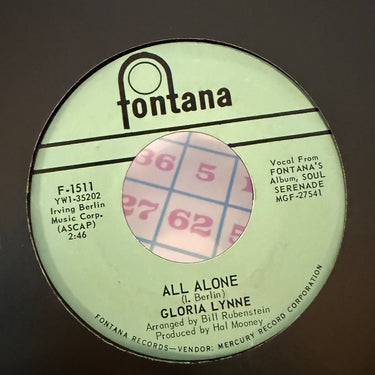 fontana
F-1511
YW1-35202
Irving Berlin
Music Corp.
(ASCAP)
2:46
Vocal From
FONTANA'S
Album, SOUL
SERENADE
MGF-27541
36 5
1
27 62
ALL ALONE
(I. Berlin)
GLORIA LYNNE
Arranged by Bill Rubenstein
Produced by Hal Mooney
FONTANA RECORDS—VENDOR: MERCURY RECORD CORPORATION